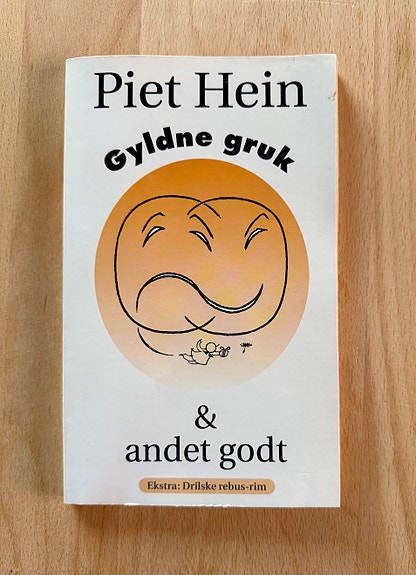 Piet Hein
Gyldne gruk
&
andet godt
Ekstra: Drilske rebus-rim